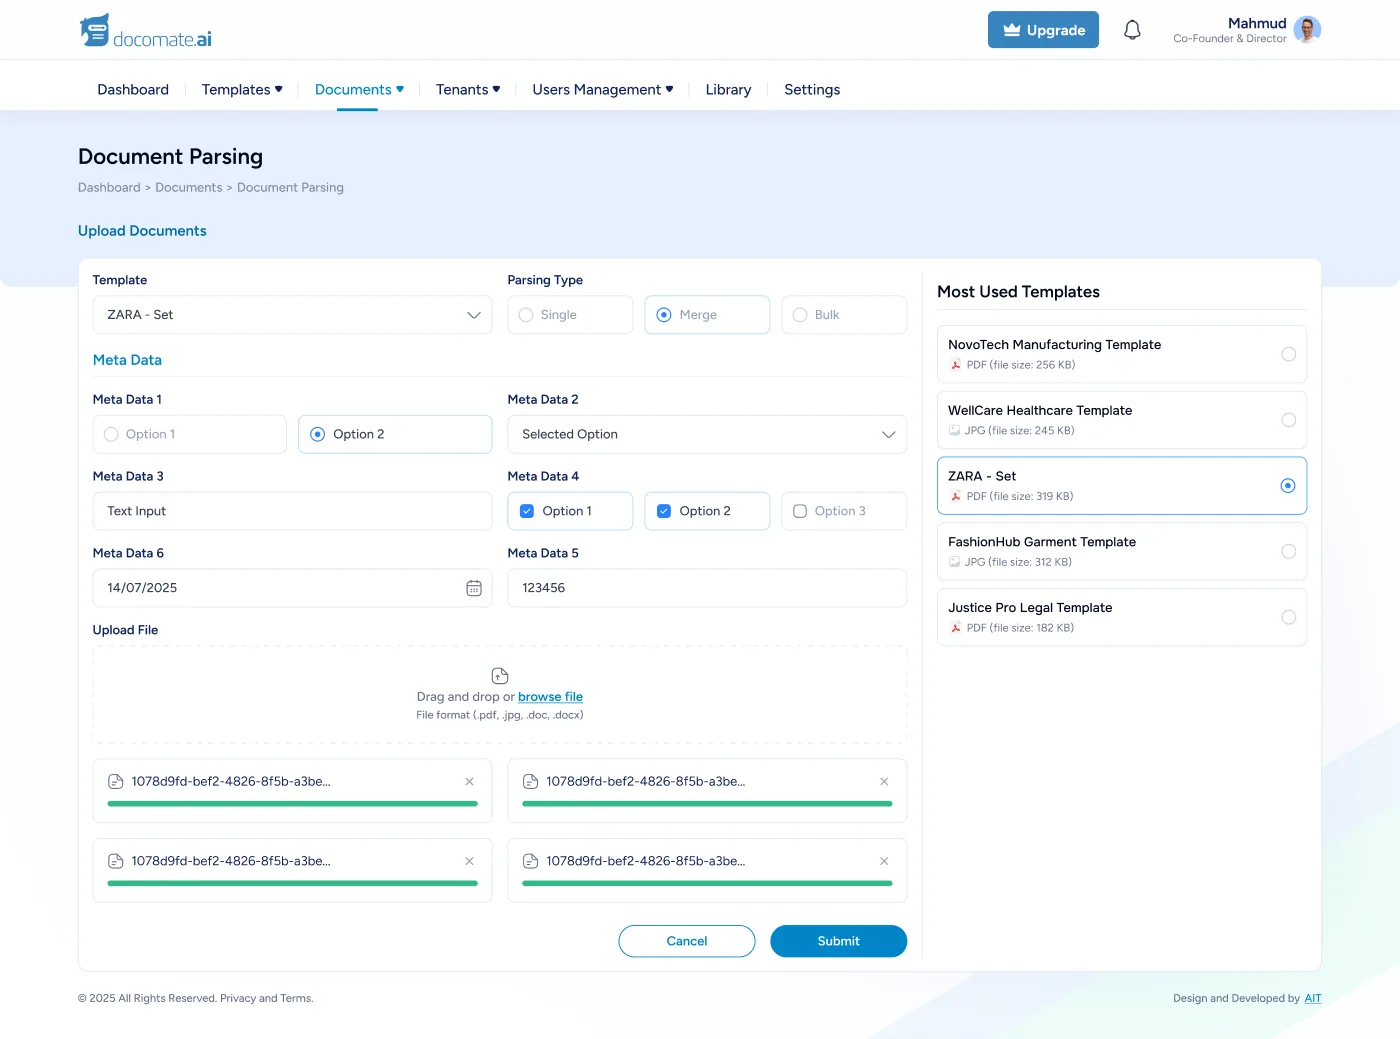 docomate.ai
Upgrade
Mahmud
Co-Founder & Director
Dashboard
Templates
Documents
Tenants
Users Management
Library
Settings
Document Parsing
Dashboard > Documents > Document Parsing
Upload Documents
Template
ZARA - Set
Parsing Type
Single
Merge
Bulk
Meta Data
Meta Data 1
Option 1
Option 2
Meta Data 2
Selected Option
Meta Data 3
Text Input
Meta Data 4
Option 1
Option 2
Option 3
Meta Data 6
14/07/2025
Meta Data 5
123456
Upload File
Drag and drop or browse file
File format (.pdf, .jpg, .doc, .docx)
1078d9fd-bef2-4826-8f5b-a3be...
1078d9fd-bef2-4826-8f5b-a3be...
1078d9fd-bef2-4826-8f5b-a3be...
1078d9fd-bef2-4826-8f5b-a3be...
Cancel
Submit
Most Used Templates
NovoTech Manufacturing Template
PDF (file size: 256 KB)
WellCare Healthcare Template
JPG (file size: 245 KB)
ZARA - Set
PDF (file size: 319 KB)
FashionHub Garment Template
JPG (file size: 312 KB)
Justice Pro Legal Template
PDF (file size: 182 KB)
© 2025 All Rights Reserved. Privacy and Terms.
Design and Developed by AIT